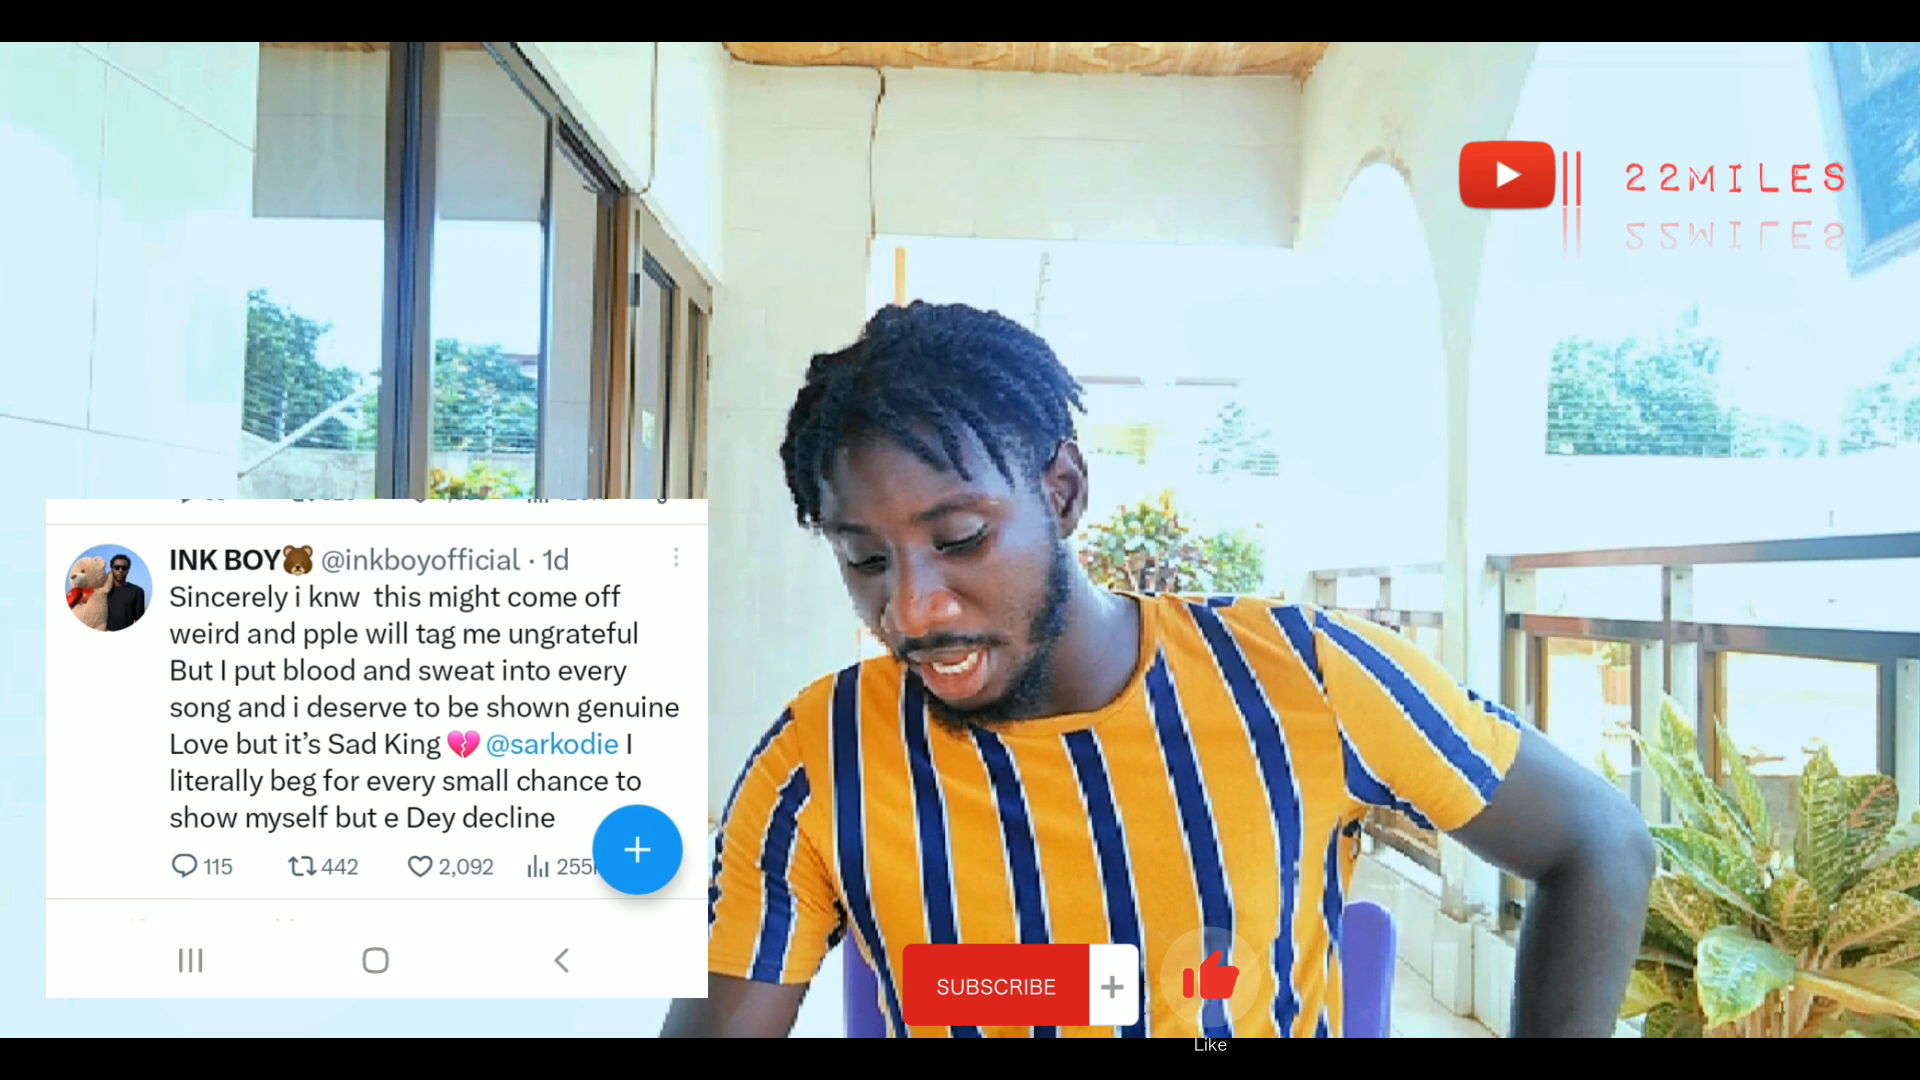 22MILES
INK BOY🐻 @inkboyofficial · 1d
Sincerely i knw this might come off
weird and pple will tag me ungrateful
But I put blood and sweat into every
song and i deserve to be shown genuine
Love but it's Sad King 💔 @sarkodie I
literally beg for every small chance to
show myself but e Dey decline
115 442 2,092
SUBSCRIBE +
Like